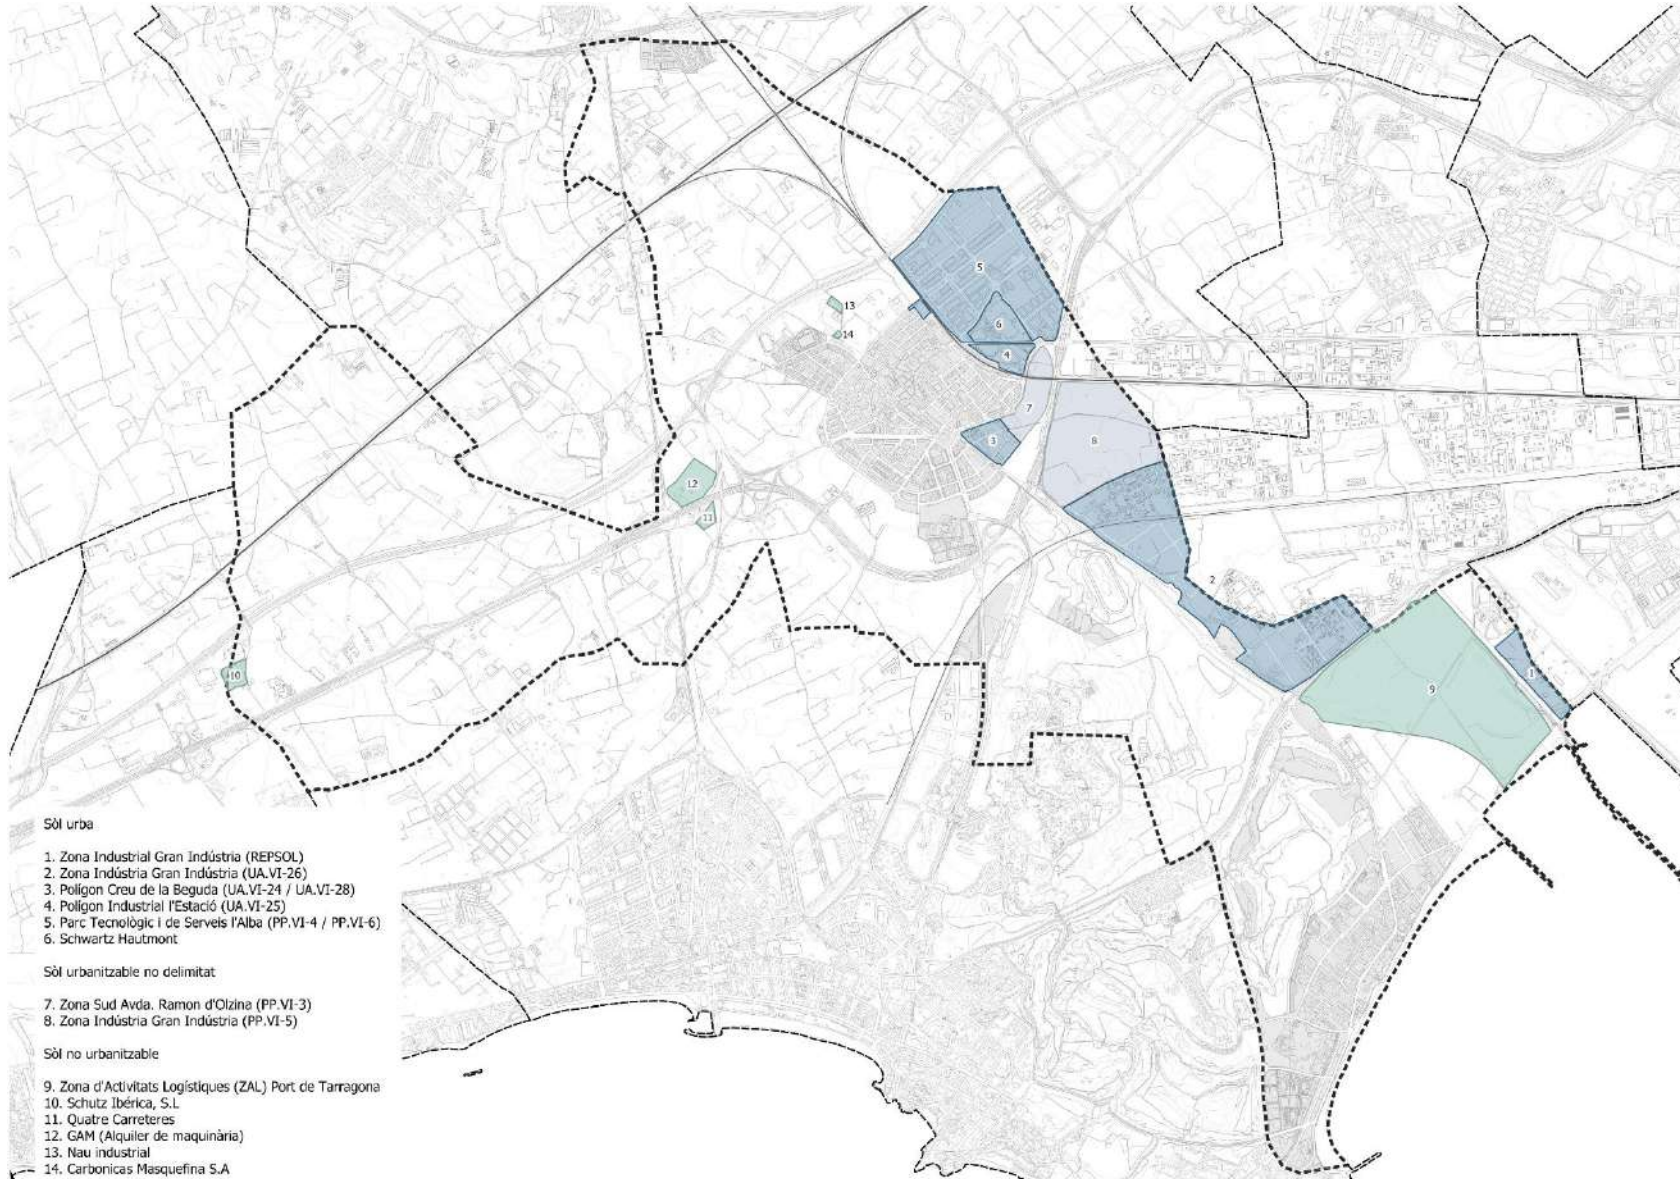 5
13
6
14
4
7
3
8
12
11
2
10
1
9
Sòl urba
1. Zona Industrial Gran Indústria (REPSOL)
2. Zona Indústria Gran Indústria (UA.VI-26)
3. Polígon Creu de la Beguda (UA.VI-24 / UA.VI-28)
4. Polígon Industrial l'Estació (UA.VI-25)
5. Parc Tecnològic i de Serveis l'Alba (PP.VI-4 / PP.VI-6)
6. Schwartz Hautmont
Sòl urbanitzable no delimitat
7. Zona Sud Avda. Ramon d'Olzina (PP.VI-3)
8. Zona Indústria Gran Indústria (PP.VI-5)
Sòl no urbanitzable
9. Zona d'Activitats Logístiques (ZAL) Port de Tarragona
10. Schutz Ibérica, S.L
11. Quatre Carreteres
12. GAM (Alquiler de maquinària)
13. Nau industrial
14. Carbonicas Masquefina S.A